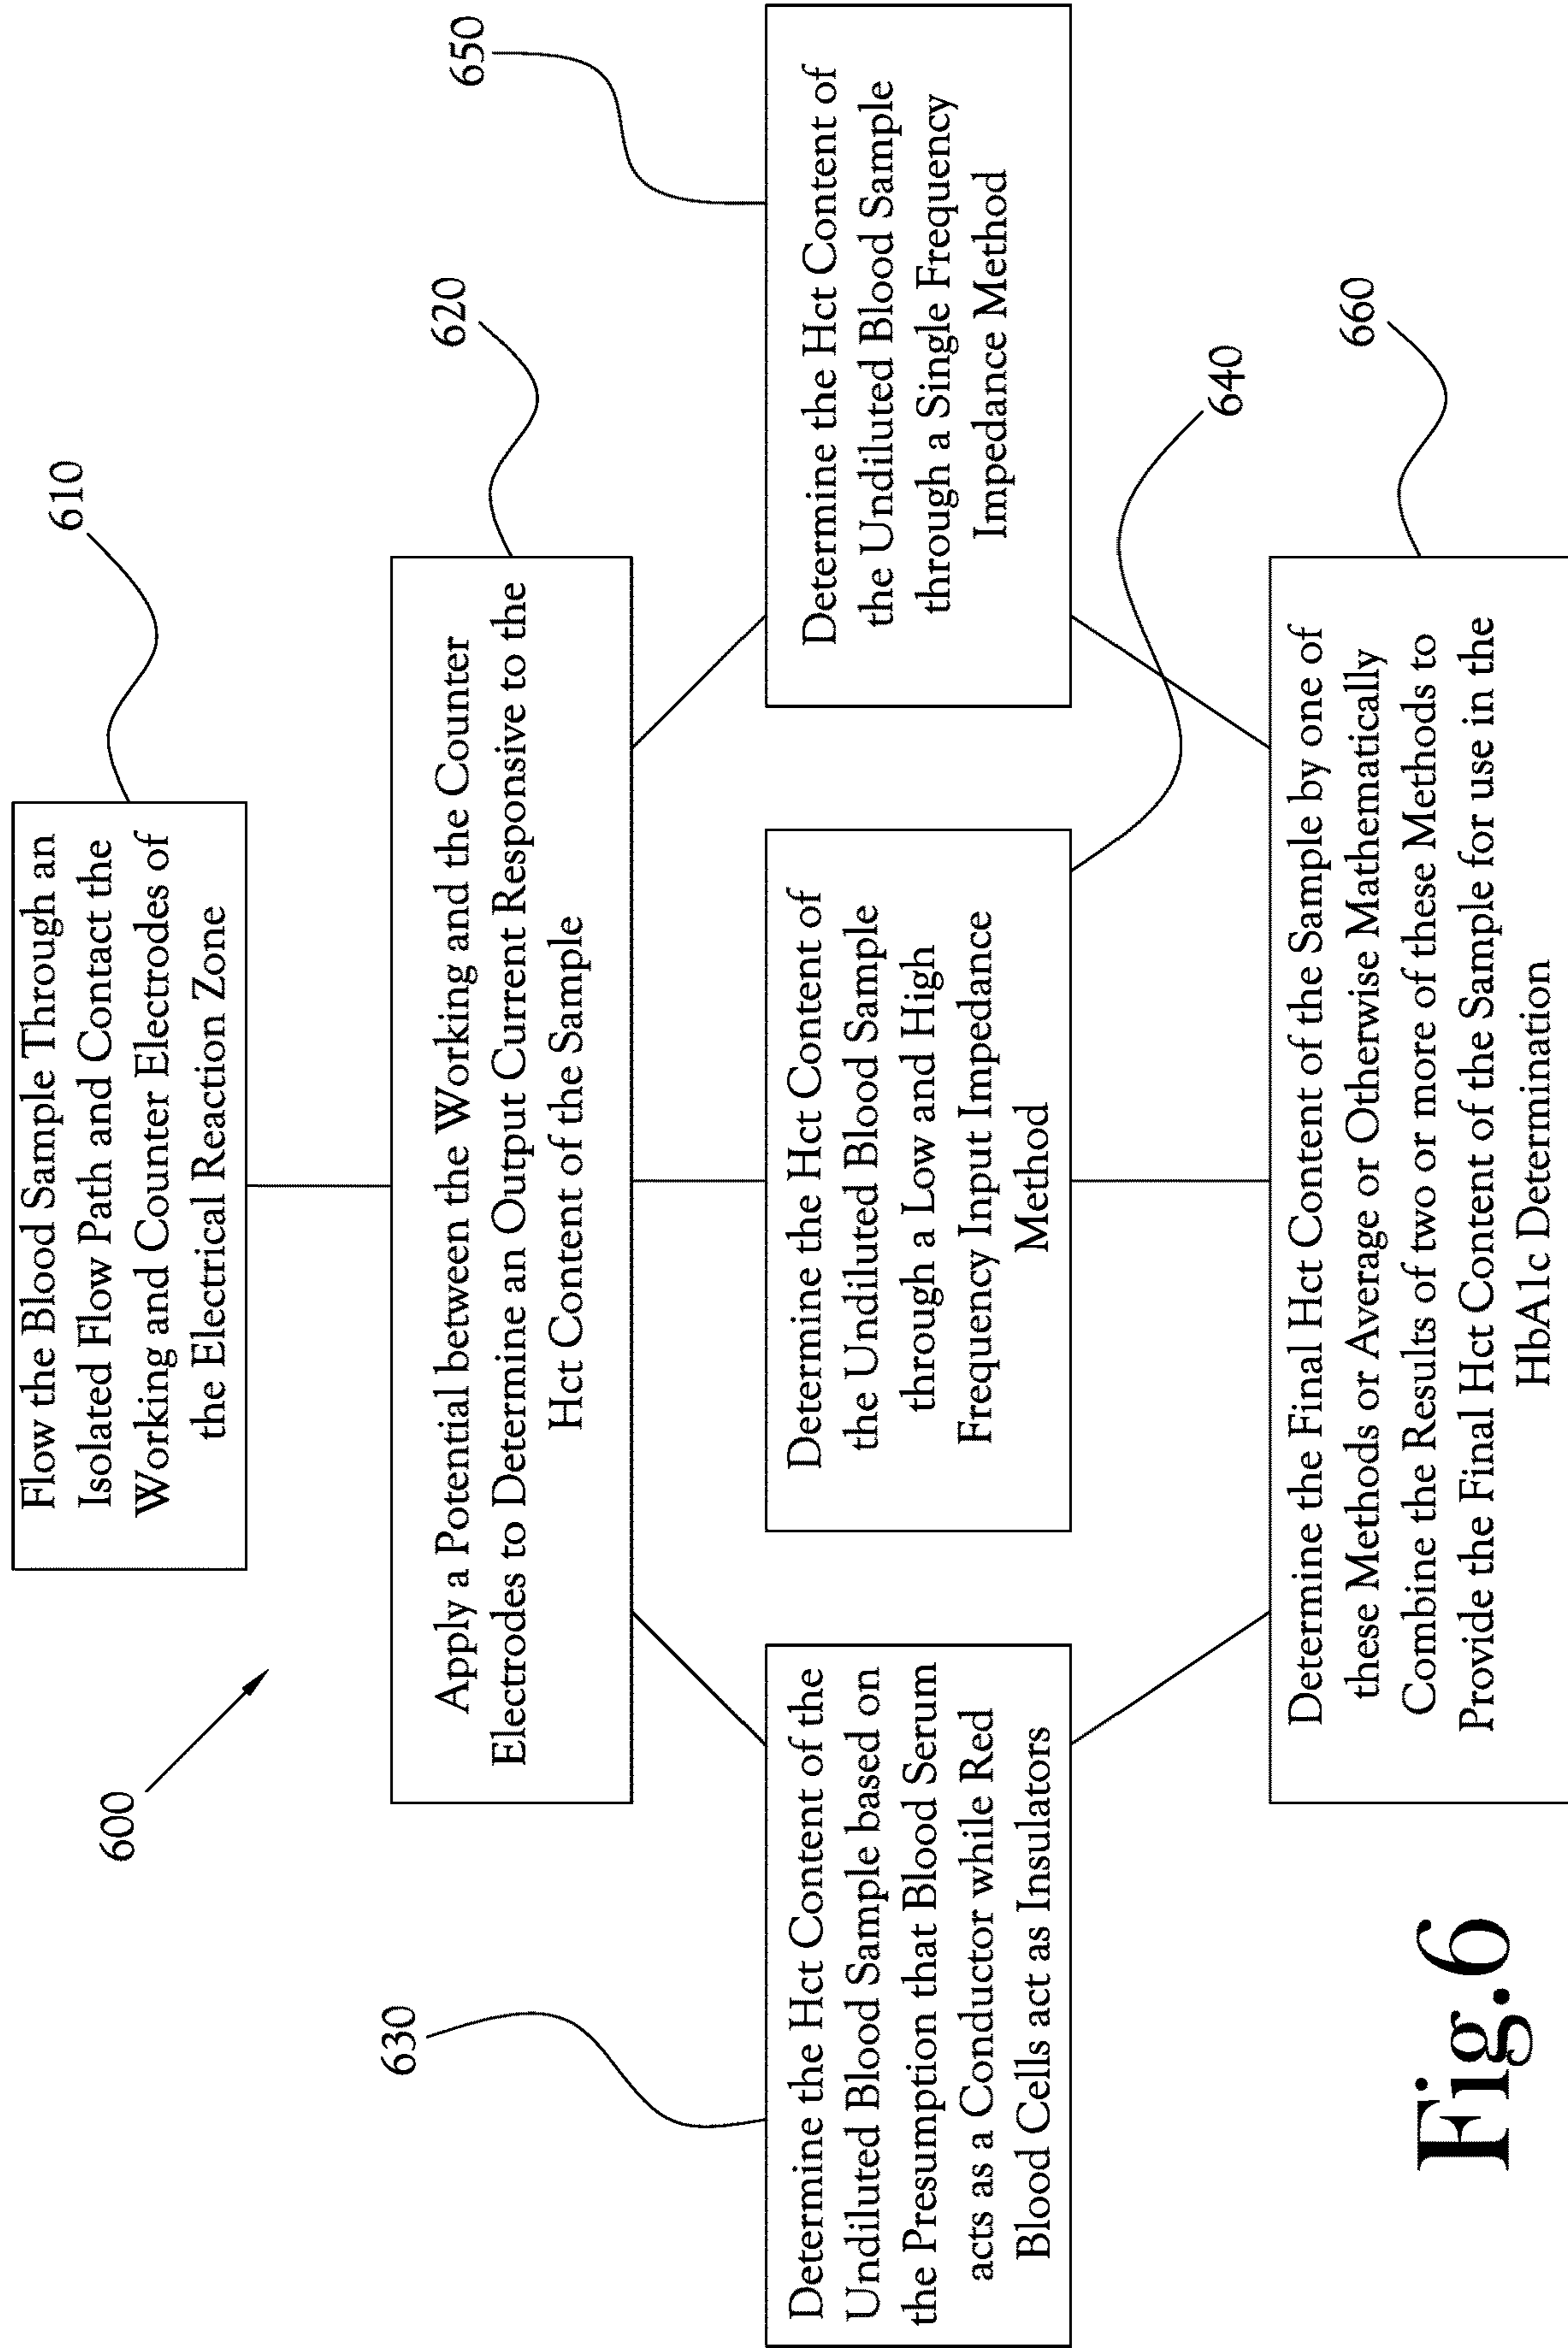 600
610
Flow the Blood Sample Through an
Isolated Flow Path and Contact the
Working and Counter Electrodes of
the Electrical Reaction Zone
620
Apply a Potential between the Working and the Counter
Electrodes to Determine an Output Current Responsive to the
Hct Content of the Sample
630
Determine the Hct Content of the
Undiluted Blood Sample based on
the Presumption that Blood Serum
acts as a Conductor while Red
Blood Cells act as Insulators
Determine the Hct Content of
the Undiluted Blood Sample
through a Low and High
Frequency Input Impedance
Method
640
650
Determine the Hct Content of
the Undiluted Blood Sample
through a Single Frequency
Impedance Method
660
Determine the Final Hct Content of the Sample by one of
these Methods or Average or Otherwise Mathematically
Combine the Results of two or more of these Methods to
Provide the Final Hct Content of the Sample for use in the
HbA1c Determination
Fig.6